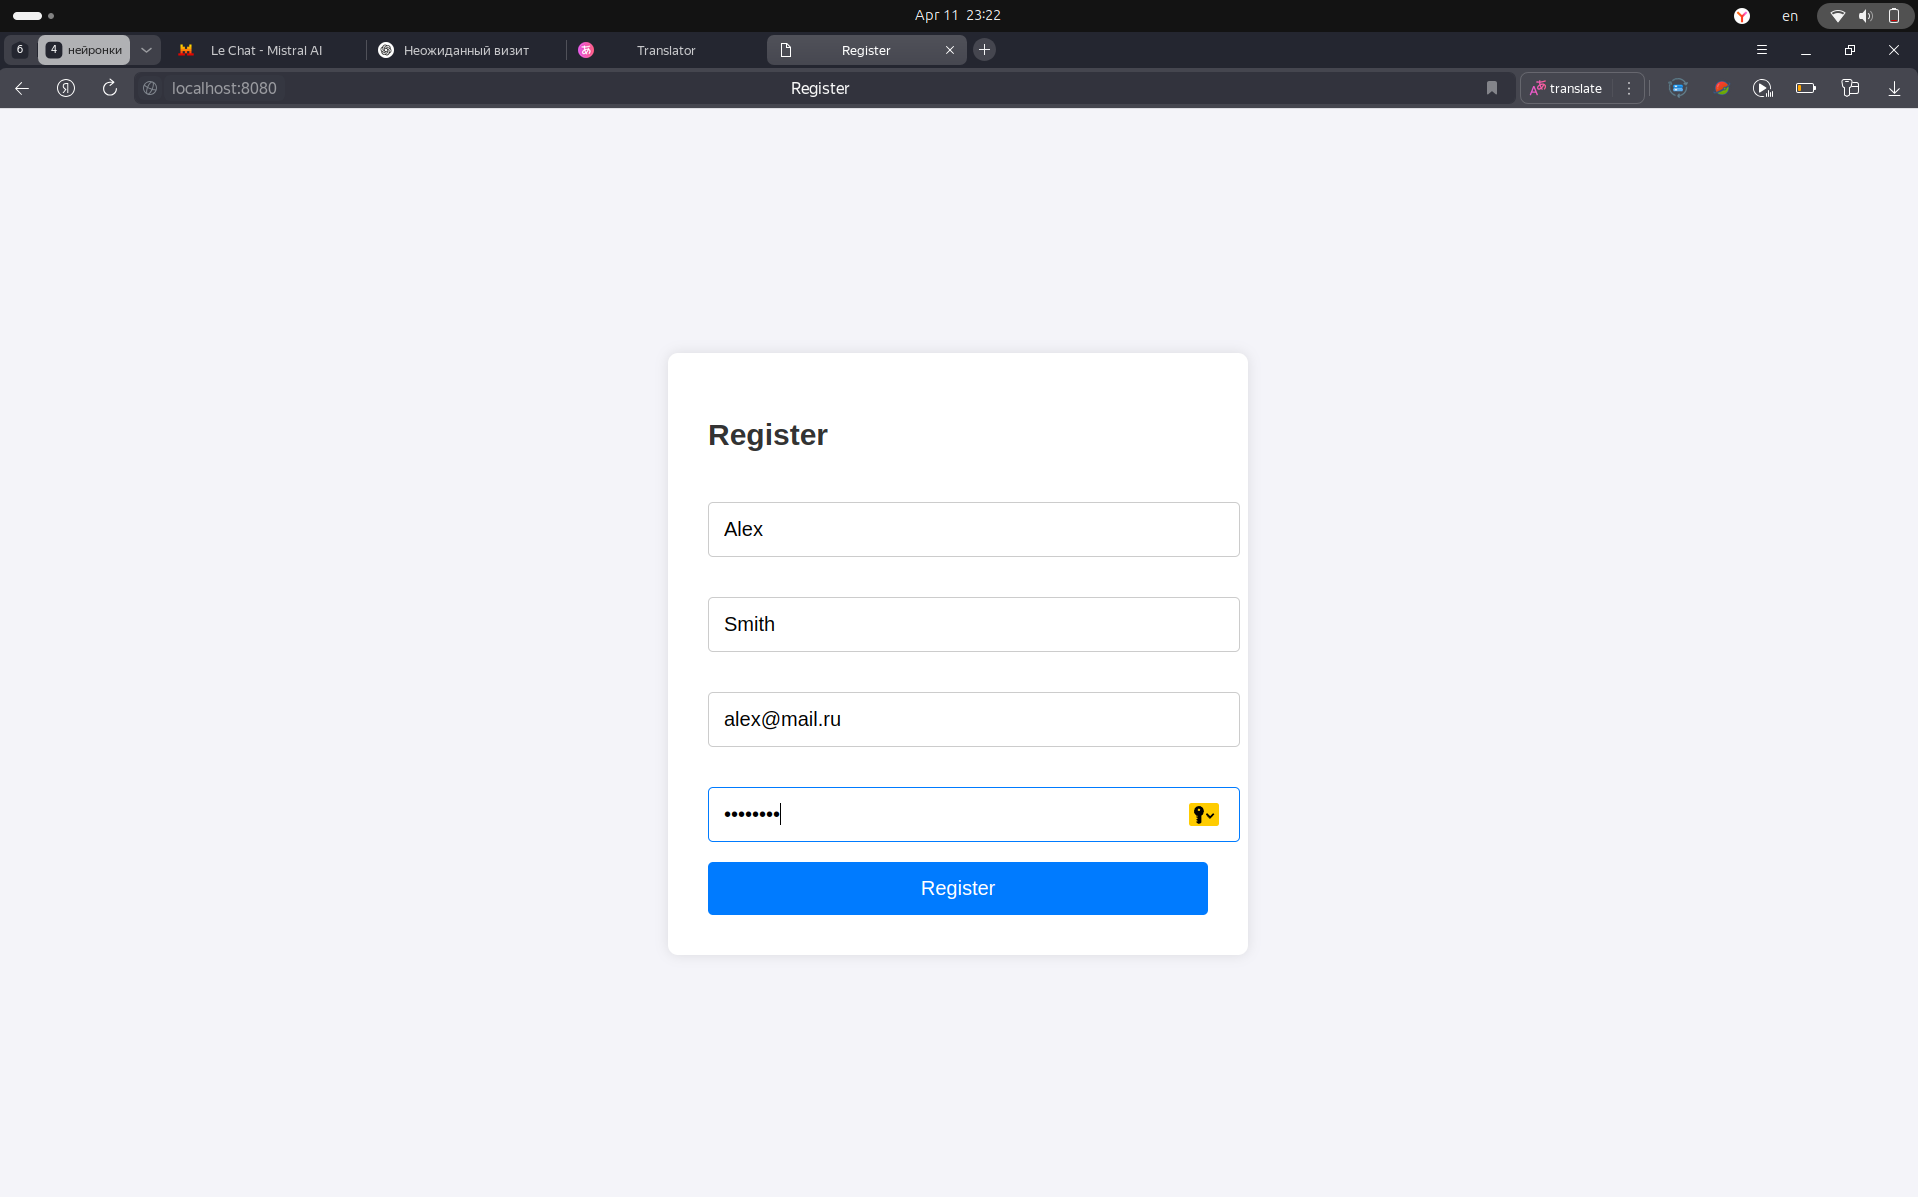 Apr 11 23:22
en
6
4 нейронки
Le Chat - Mistral AI
Неожиданный визит
Translator
Register
localhost:8080
Register
translate
Register
Alex
Smith
alex@mail.ru
••••••••
Register